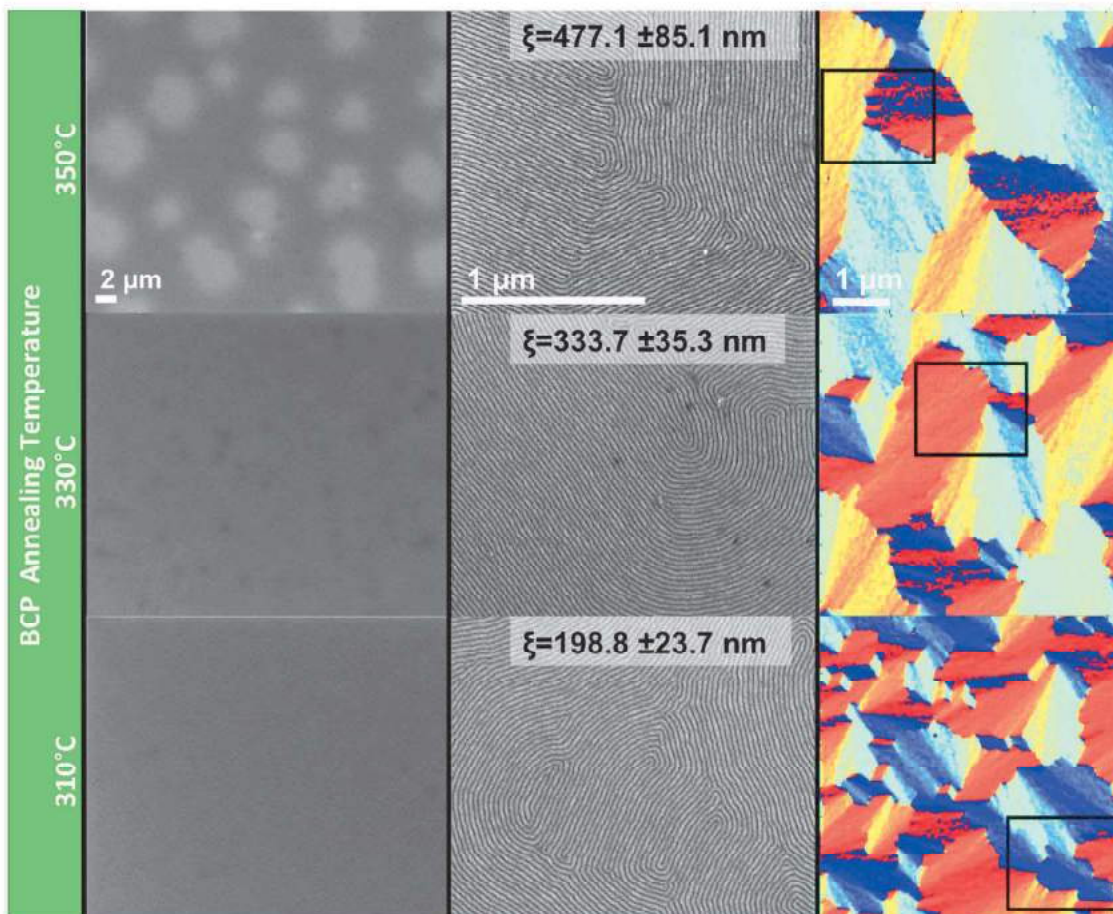 BCP Annealing Temperature
350°C
330°C
310°C
2 µm
ξ=477.1 ±85.1 nm
1 µm
1 µm
ξ=333.7 ±35.3 nm
ξ=198.8 ±23.7 nm